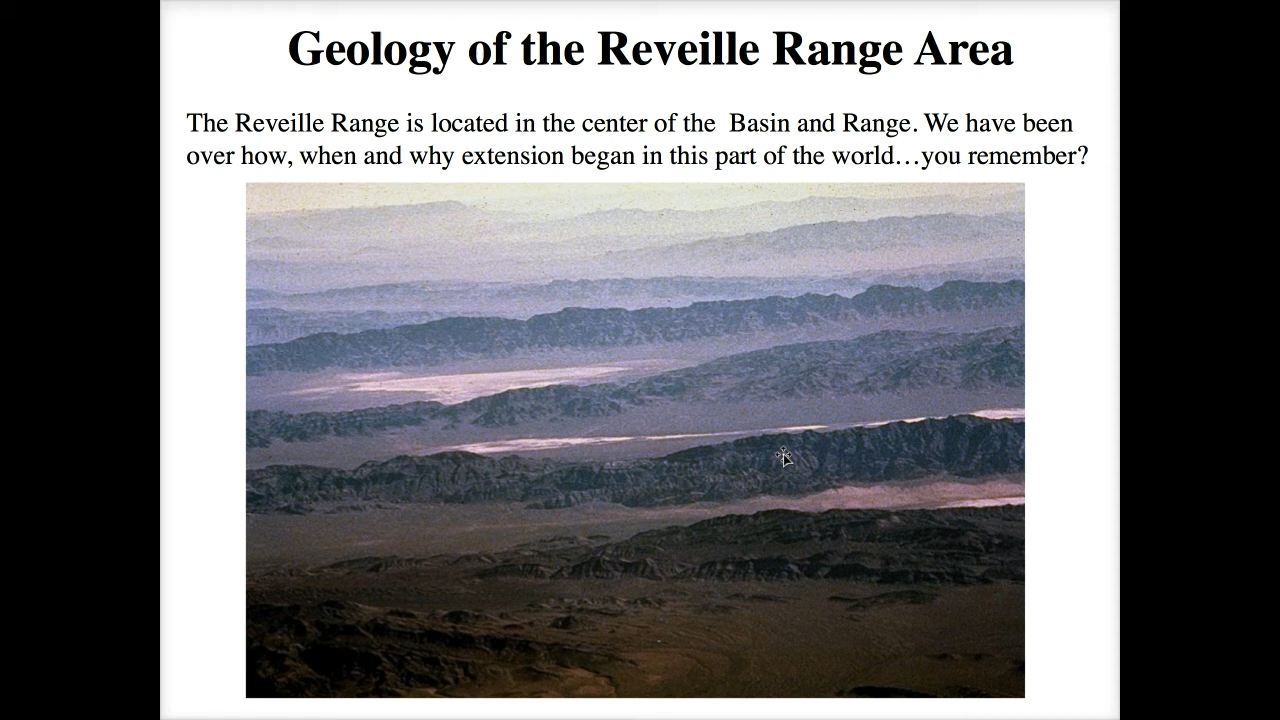 Geology of the Reveille Range Area
The Reveille Range is located in the center of the  Basin and Range. We have been
over how, when and why extension began in this part of the world…you remember?